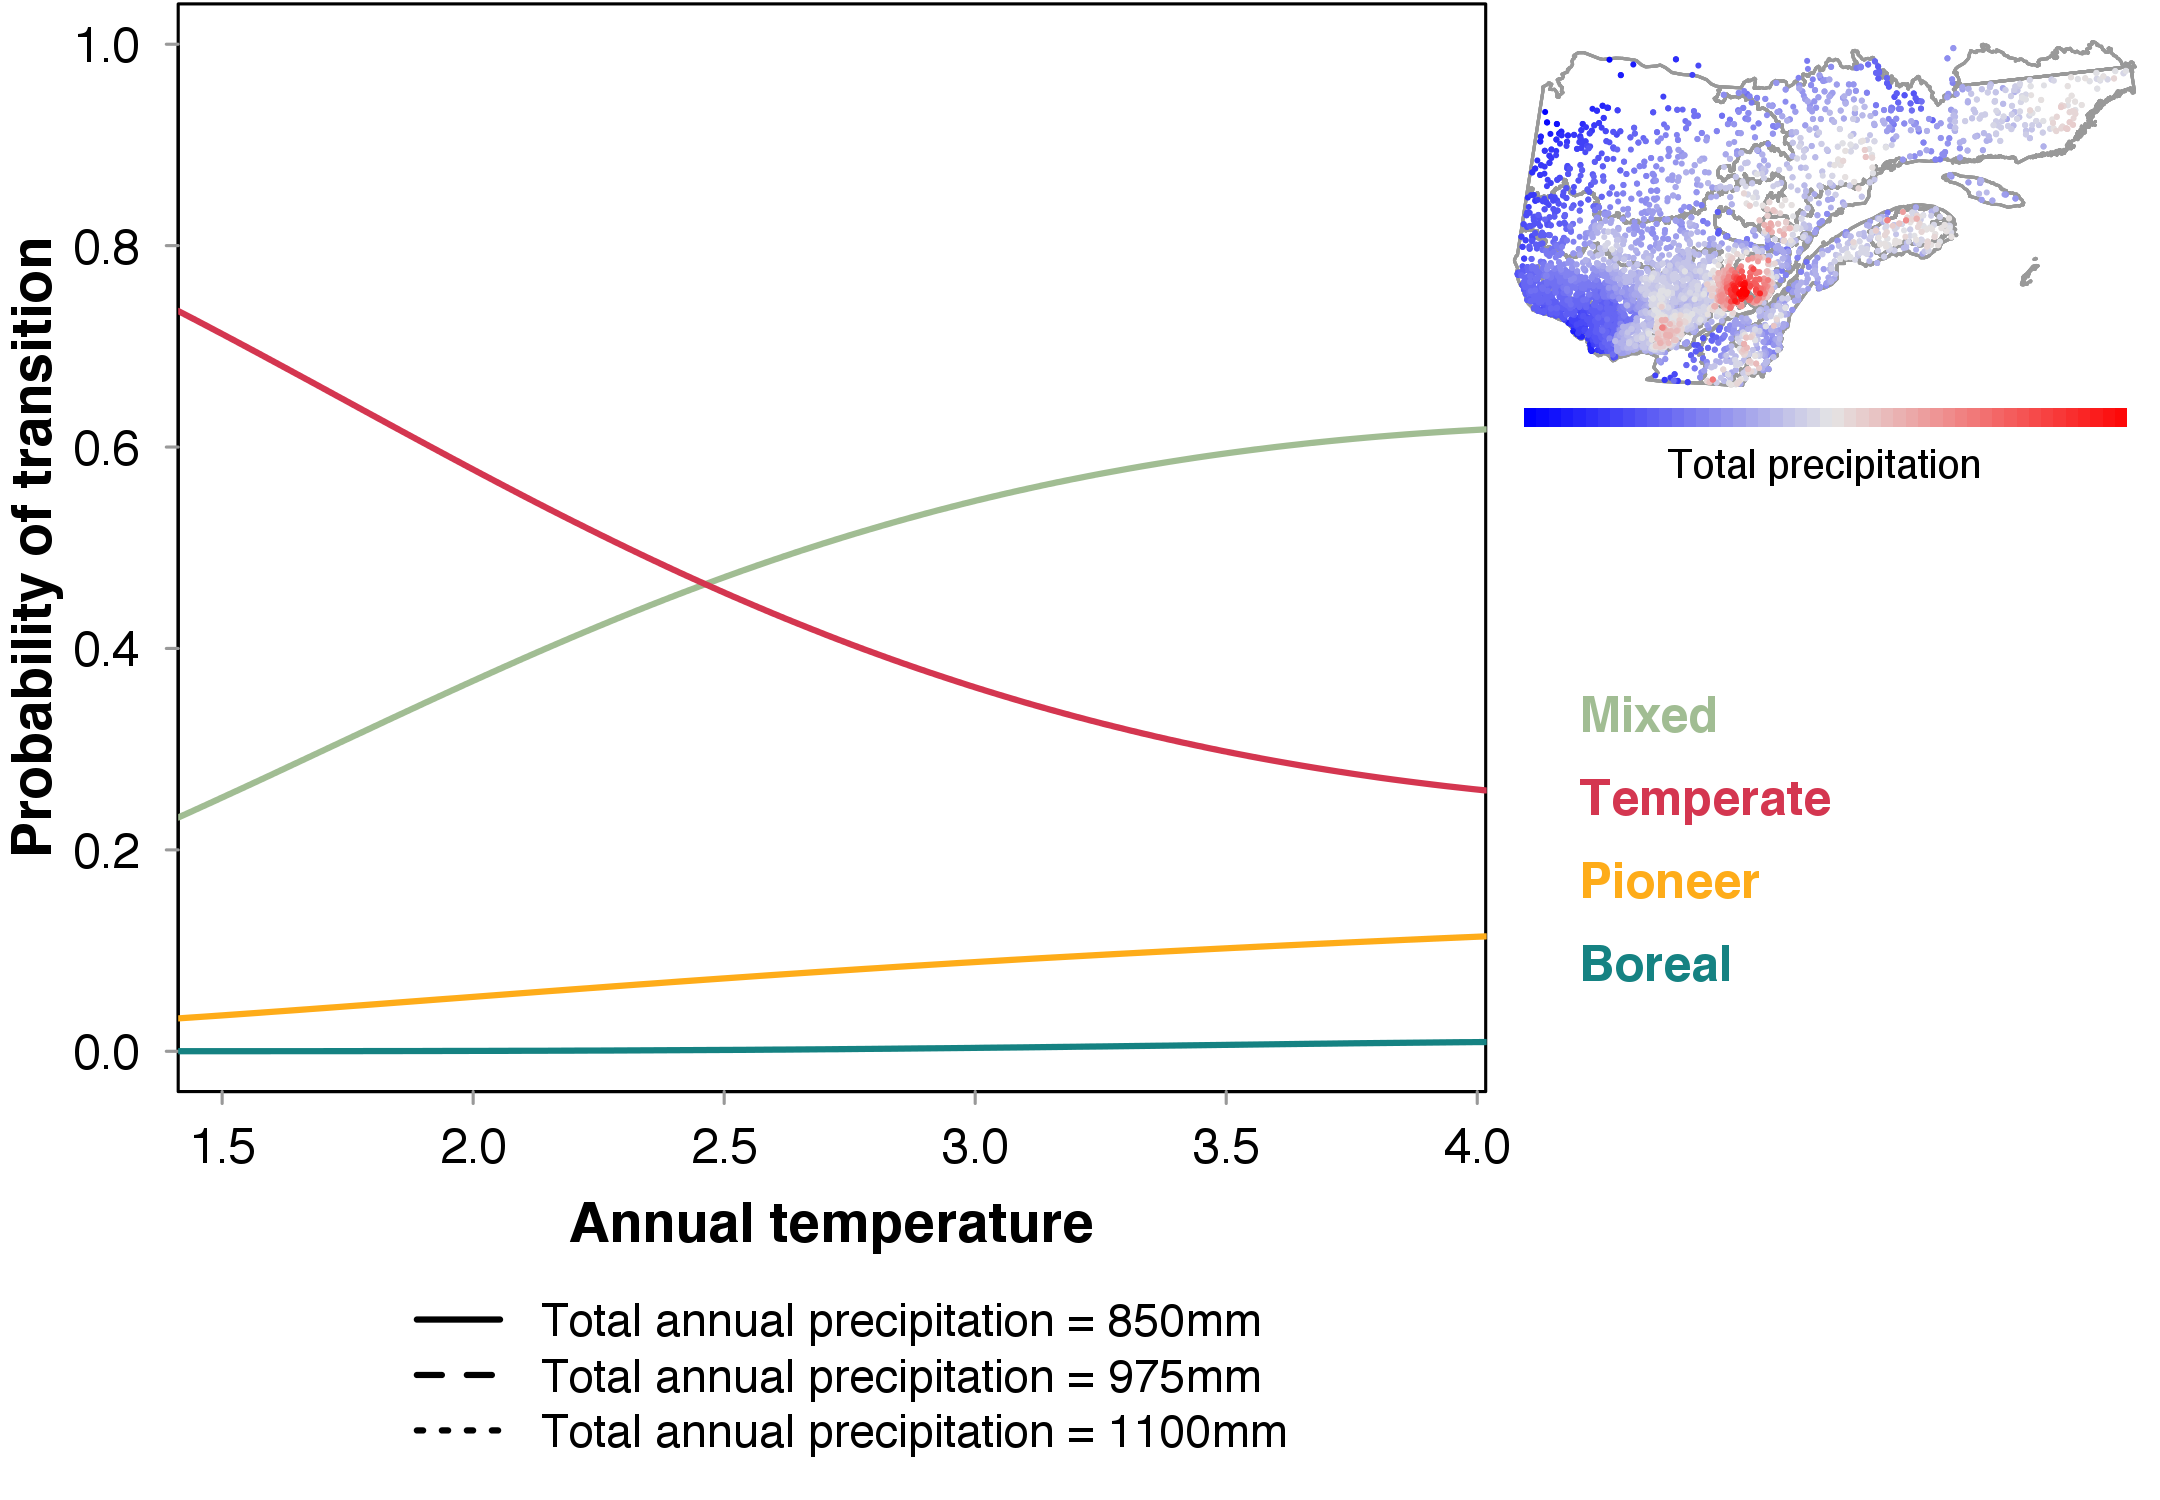 Probability of transition
1.0
0.8
0.6
0.4
0.2
0.0
1.5 2.0 2.5 3.0 3.5 4.0
Annual temperature
Total annual precipitation = 850mm
Total annual precipitation = 975mm
Total annual precipitation = 1100mm
Total precipitation
Mixed
Temperate
Pioneer
Boreal